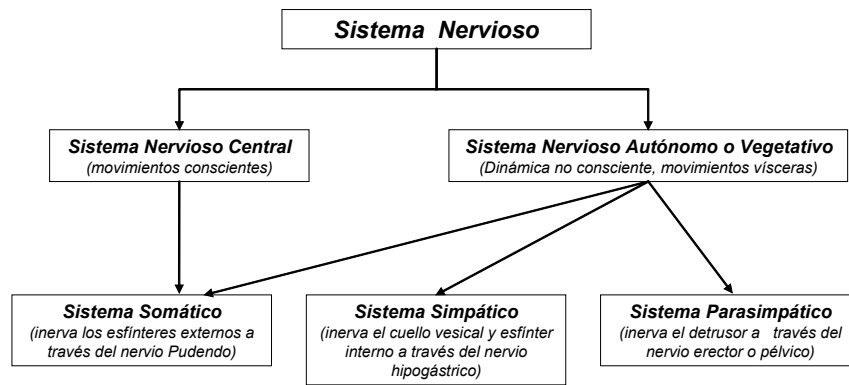 Sistema Nervioso
Sistema Nervioso Central
(movimientos conscientes)
Sistema Nervioso Autónomo o Vegetativo
(Dinámica no consciente, movimientos vísceras)
Sistema Somático
(inerva los esfínteres externos a
través del nervio Pudendo)
Sistema Simpático
(inerva el cuello vesical y esfínter
interno a través del nervio
hipogástrico)
Sistema Parasimpático
(inerva el detrusor a través del
nervio erector o pélvico)